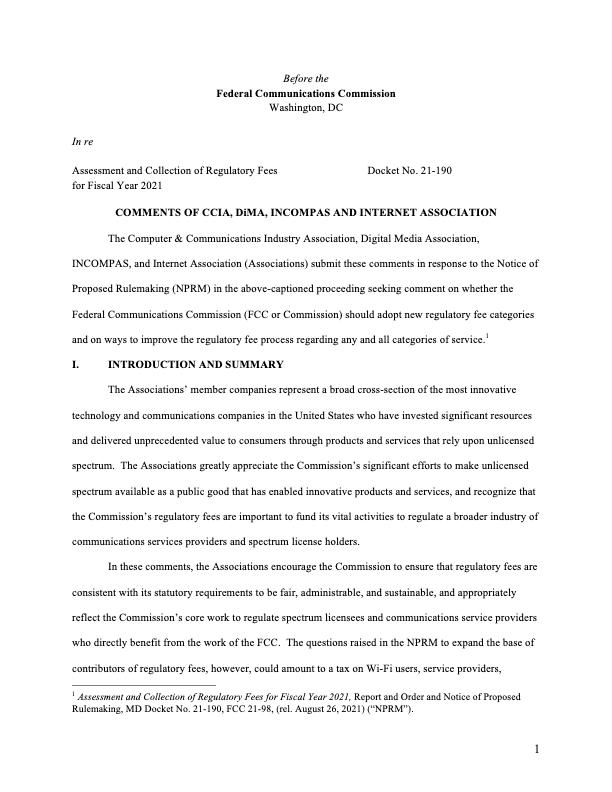 Before the
Federal Communications Commission
Washington, DC
In re
Assessment and Collection of Regulatory Fees Docket No. 21-190
for Fiscal Year 2021
COMMENTS OF CCIA, DiMA, INCOMPAS AND INTERNET ASSOCIATION
The Computer & Communications Industry Association, Digital Media Association,
INCOMPAS, and Internet Association (Associations) submit these comments in response to the Notice of
Proposed Rulemaking (NPRM) in the above-captioned proceeding seeking comment on whether the
Federal Communications Commission (FCC or Commission) should adopt new regulatory fee categories
and on ways to improve the regulatory fee process regarding any and all categories of service.1
I. INTRODUCTION AND SUMMARY
The Associations’ member companies represent a broad cross-section of the most innovative
technology and communications companies in the United States who have invested significant resources
and delivered unprecedented value to consumers through products and services that rely upon unlicensed
spectrum. The Associations greatly appreciate the Commission’s significant efforts to make unlicensed
spectrum available as a public good that has enabled innovative products and services, and recognize that
the Commission’s regulatory fees are important to fund its vital activities to regulate a broader industry of
communications services providers and spectrum license holders.
In these comments, the Associations encourage the Commission to ensure that regulatory fees are
consistent with its statutory requirements to be fair, administrable, and sustainable, and appropriately
reflect the Commission’s core work to regulate spectrum licensees and communications service providers
who directly benefit from the work of the FCC. The questions raised in the NPRM to expand the base of
contributors of regulatory fees, however, could amount to a tax on Wi-Fi users, service providers,
1 Assessment and Collection of Regulatory Fees for Fiscal Year 2021, Report and Order and Notice of Proposed
Rulemaking, MD Docket No. 21-190, FCC 21-98, (rel. August 26, 2021) (“NPRM”).
1